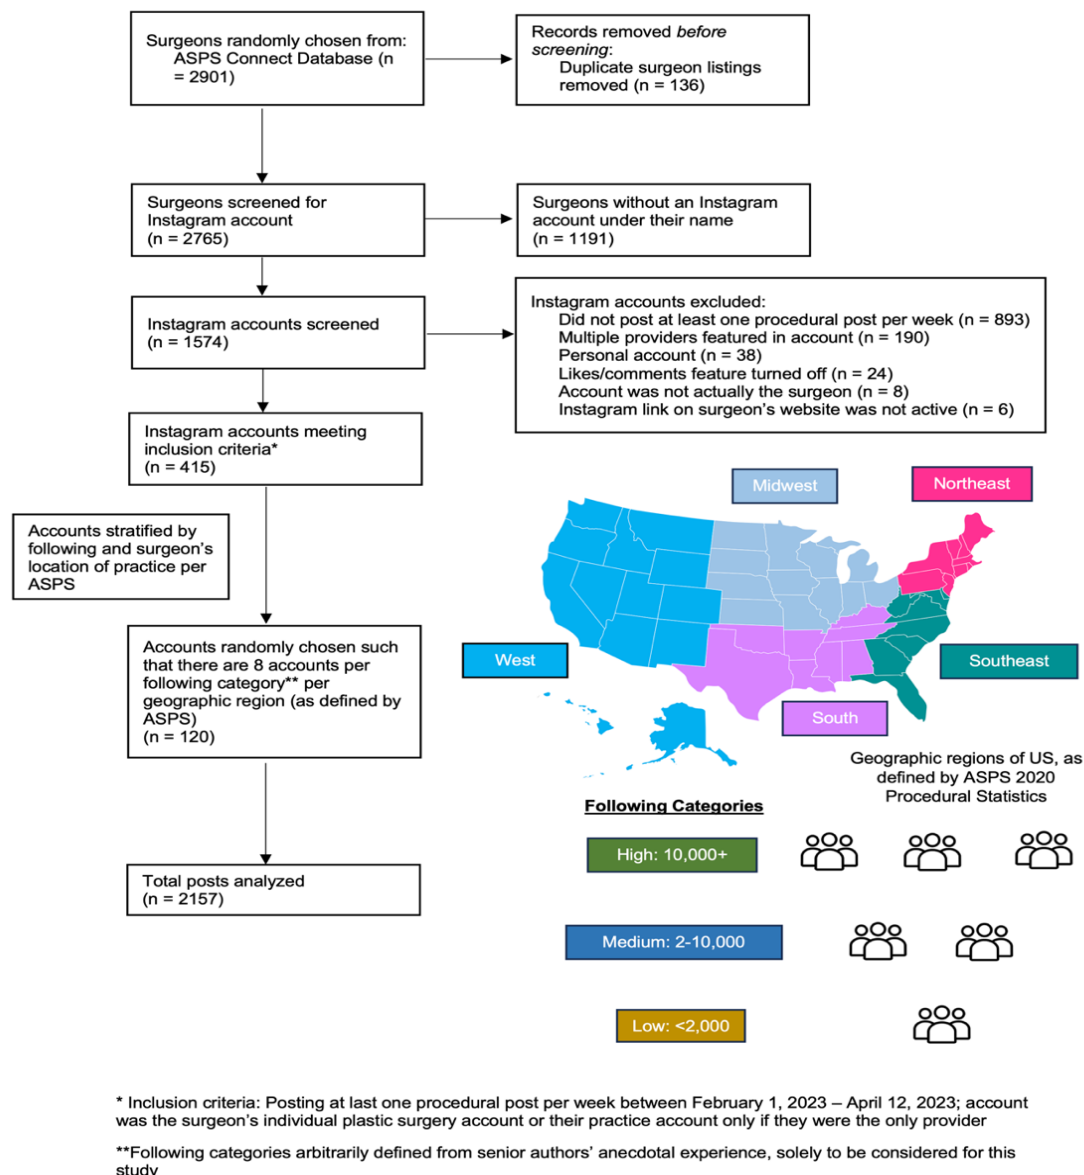 Surgeons randomly chosen from:
ASPS Connect Database (n
= 2901)
Records removed before
screening:
Duplicate surgeon listings
removed (n = 136)
Surgeons screened for
Instagram account
(n = 2765)
Surgeons without an Instagram
account under their name
(n = 1191)
Instagram accounts screened
(n = 1574)
Instagram accounts excluded:
Did not post at least one procedural post per week (n = 893)
Multiple providers featured in account (n = 190)
Personal account (n = 38)
Likes/comments feature turned off (n = 24)
Account was not actually the surgeon (n = 8)
Instagram link on surgeon's website was not active (n = 6)
Instagram accounts meeting
inclusion criteria*
(n = 415)
Accounts stratified by
following and surgeon's
location of practice per
ASPS
Accounts randomly chosen such
that there are 8 accounts per
following category** per
geographic region (as defined by
ASPS)
(n = 120)
Total posts analyzed
(n = 2157)
Midwest
Northeast
West
Southeast
South
Geographic regions of US, as
defined by ASPS 2020
Procedural Statistics
Following Categories
High: 10,000+
Medium: 2-10,000
Low: <2,000
* Inclusion criteria: Posting at last one procedural post per week between February 1, 2023 – April 12, 2023; account
was the surgeon's individual plastic surgery account or their practice account only if they were the only provider
**Following categories arbitrarily defined from senior authors' anecdotal experience, solely to be considered for this
study